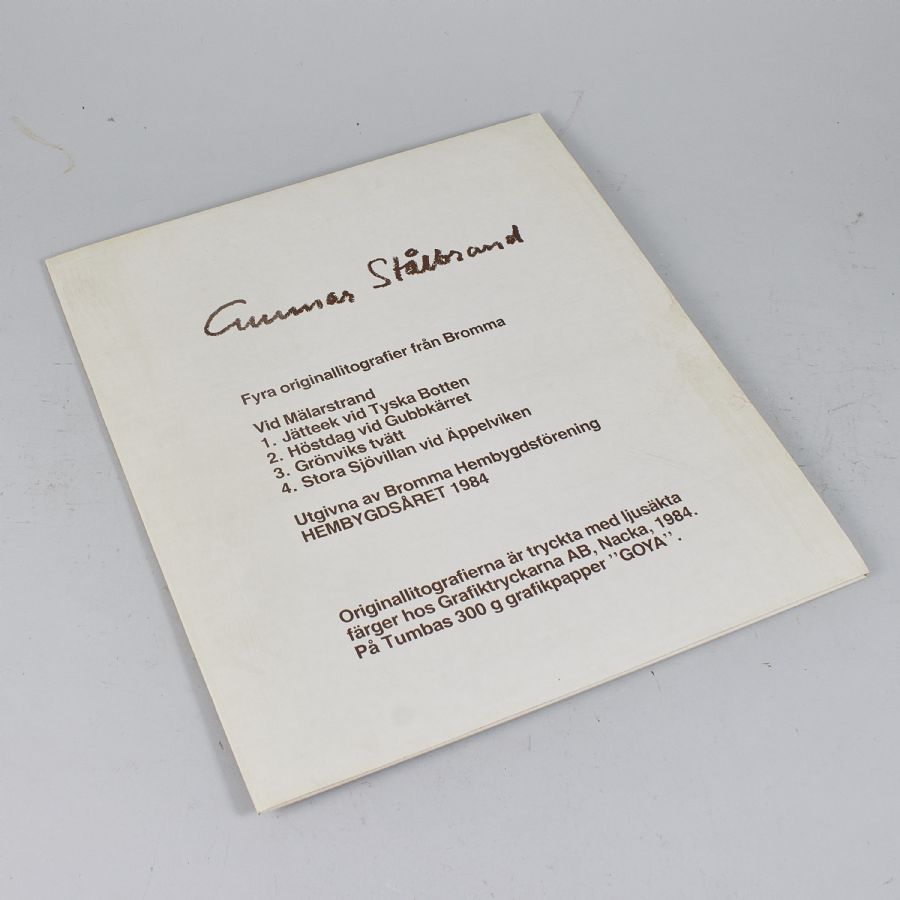 Gunnar Stålbrand
Fyra originallitografier från Bromma
Vid Mälarstrand
1. Jätteek vid Tyska Botten
2. Höstdag vid Gubbkärret
3. Grönviks tvätt
4. Stora Sjövillan vid Äppelviken
Utgivna av Bromma Hembygdsförening
HEMBYGDSÅRET 1984
Originallitografierna är tryckta med ljusäkta
färger hos Grafiktryckarna AB, Nacka, 1984.
På Tumbas 300 g grafikpapper ”GOYA”.